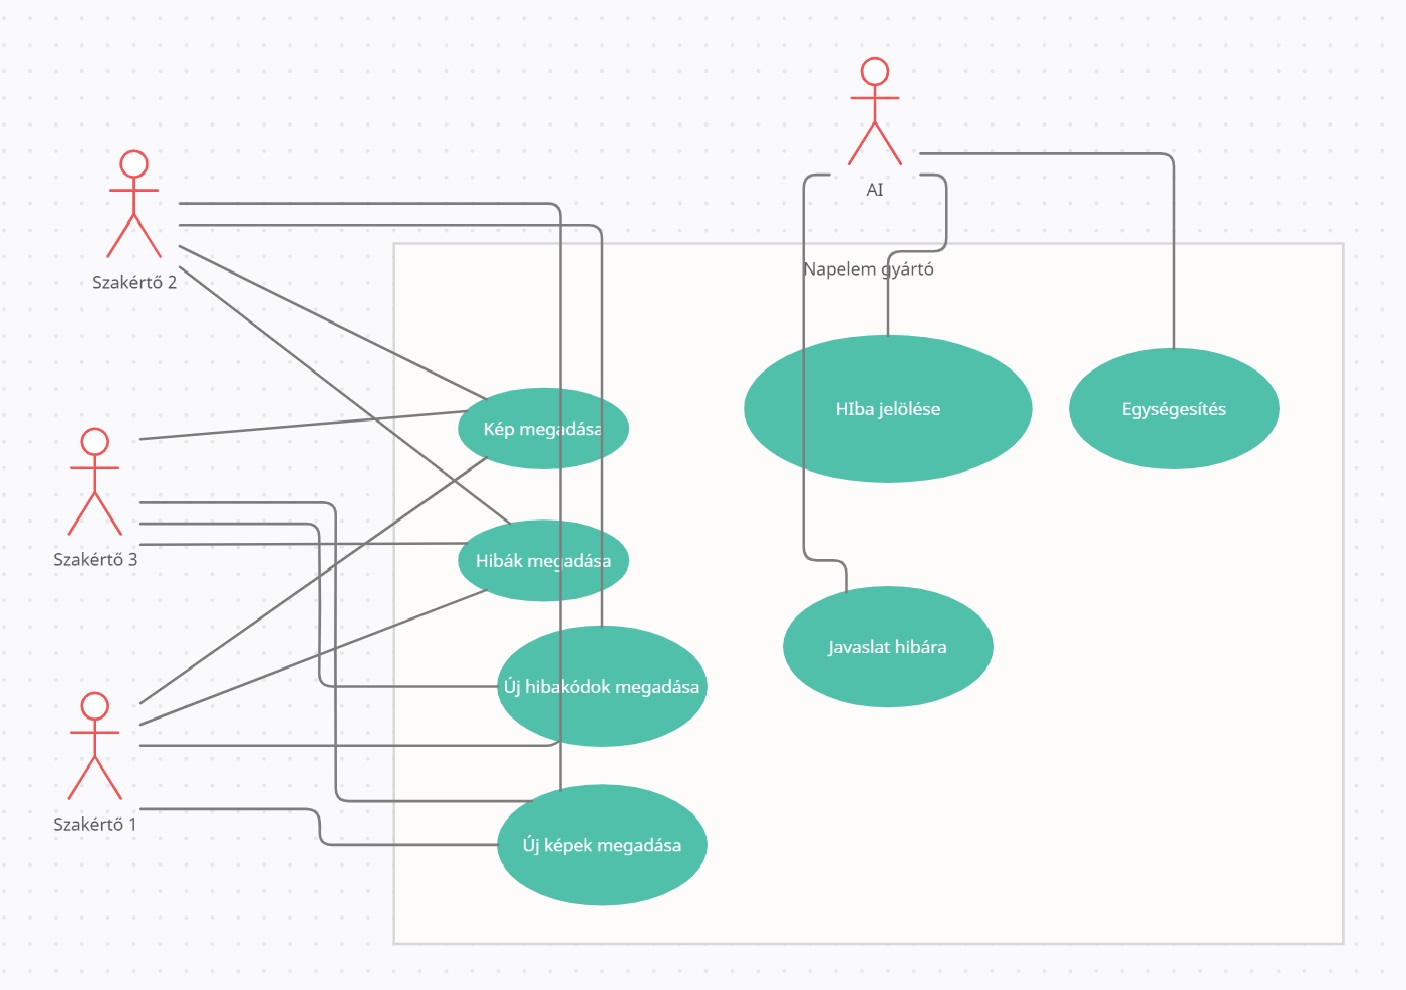 AI
Szakértő 2
Napelem gyártó
HIba jelölése
Egységesítés
Kép megadása
Hibák megadása
Szakértő 3
Javaslat hibára
Új hibakódok megadása
Szakértő 1
Új képek megadása